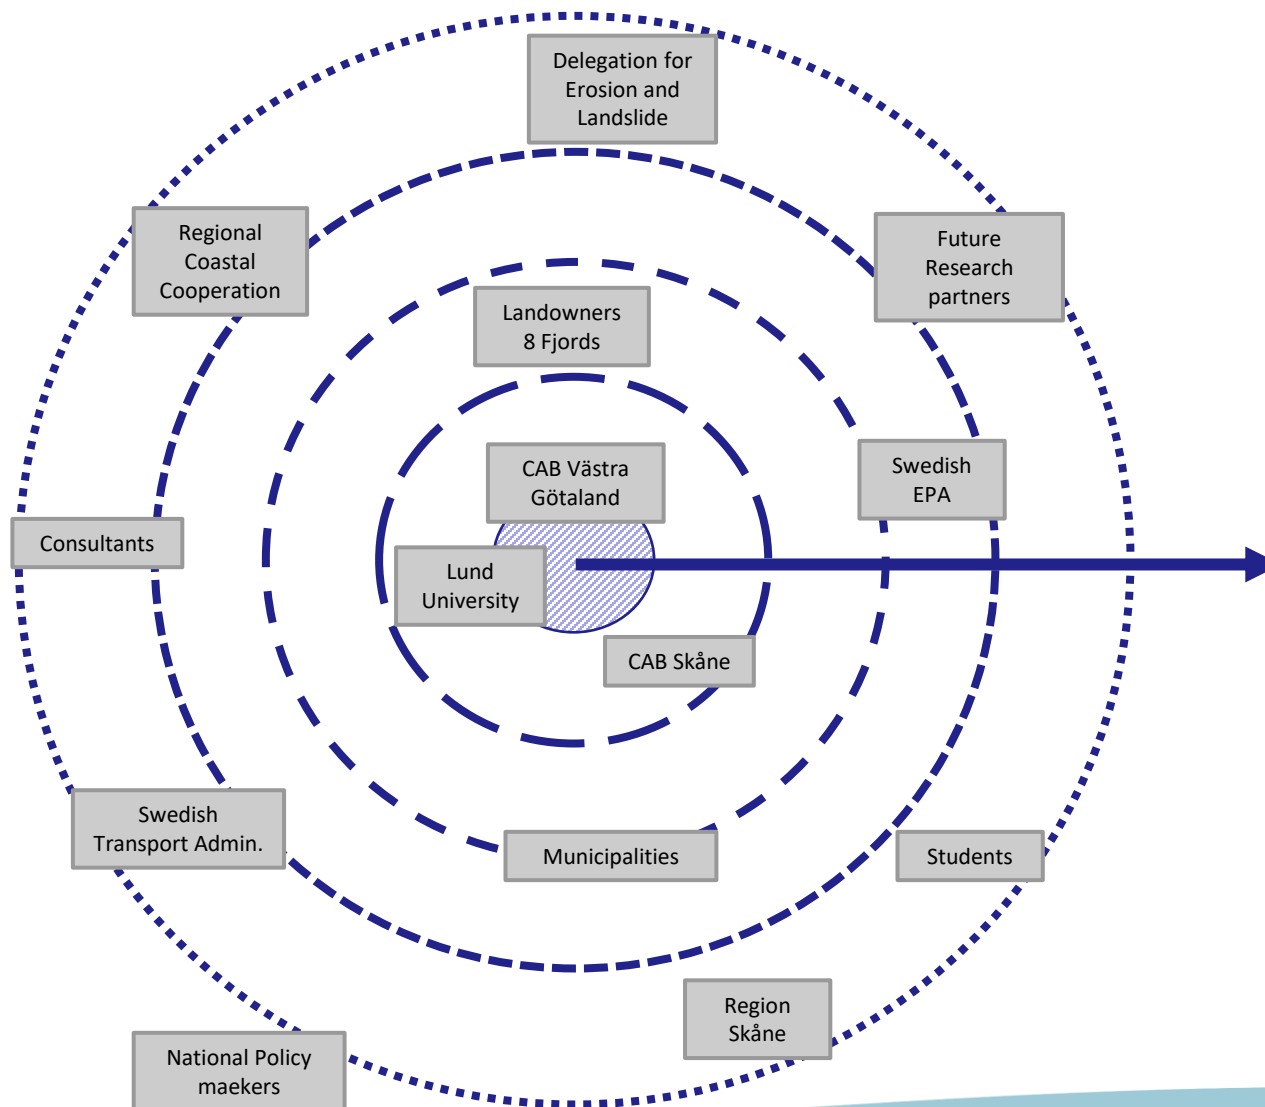 Delegation for
Erosion and
Landslide
Regional
Coastal
Cooperation
Future
Research
partners
Landowners
8 Fjords
CAB Västra
Götaland
Swedish
EPA
Consultants
Lund
University
CAB Skåne
Swedish
Transport Admin.
Municipalities
Students
Region
Skåne
National Policy
maekers